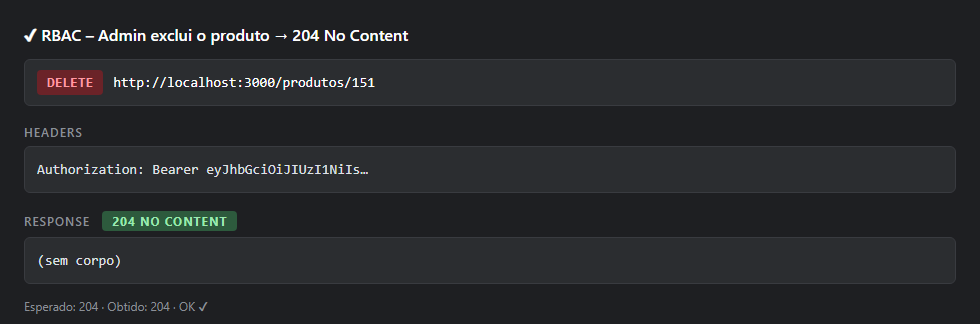 ✓ RBAC – Admin exclui o produto → 204 No Content
DELETE http://localhost:3000/produtos/151
HEADERS
Authorization: Bearer eyJhbGciOiJIUzI1NiIs…
RESPONSE 204 NO CONTENT
(sem corpo)
Esperado: 204 · Obtido: 204 · OK ✓